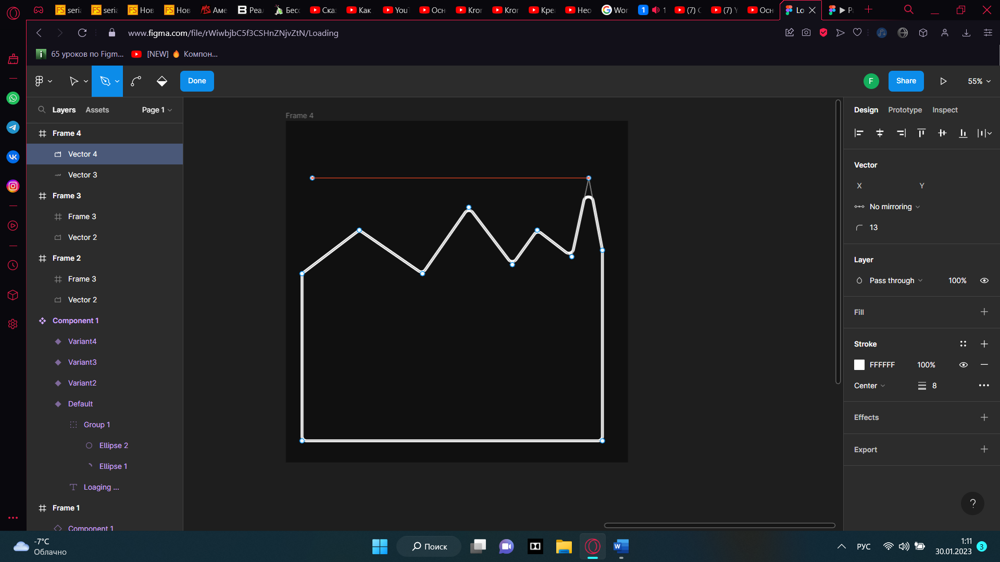 seria
seria
Нов
Нов
Аме
Реа
Бесс
Ска
Как
YouT
Осн
Kror
Kror
Кре
Нео
Wor
1
1
(7) C
(7) Y
Осн
Lo
www.figma.com/file/rWiwbjbC5f3CSHnZNjvZtN/Loading
65 уроков по Figm...
[NEW] 🔥 Компон...
Done
F
Share
55%
Layers
Assets
Page 1
Frame 4
Vector 4
Vector 3
Frame 3
Frame 3
Vector 2
Frame 2
Frame 3
Vector 2
Component 1
Variant4
Variant3
Variant2
Default
Group 1
Ellipse 2
Ellipse 1
Loaging ...
Frame 1
Component 1
Frame 4
Design
Prototype
Inspect
Vector
X
Y
No mirroring
13
Layer
Pass through
100%
Fill
Stroke
FFFFFF
100%
Center
8
Effects
Export
?
-7°C
Облачно
Поиск
РУС
1:11
30.01.2023
3